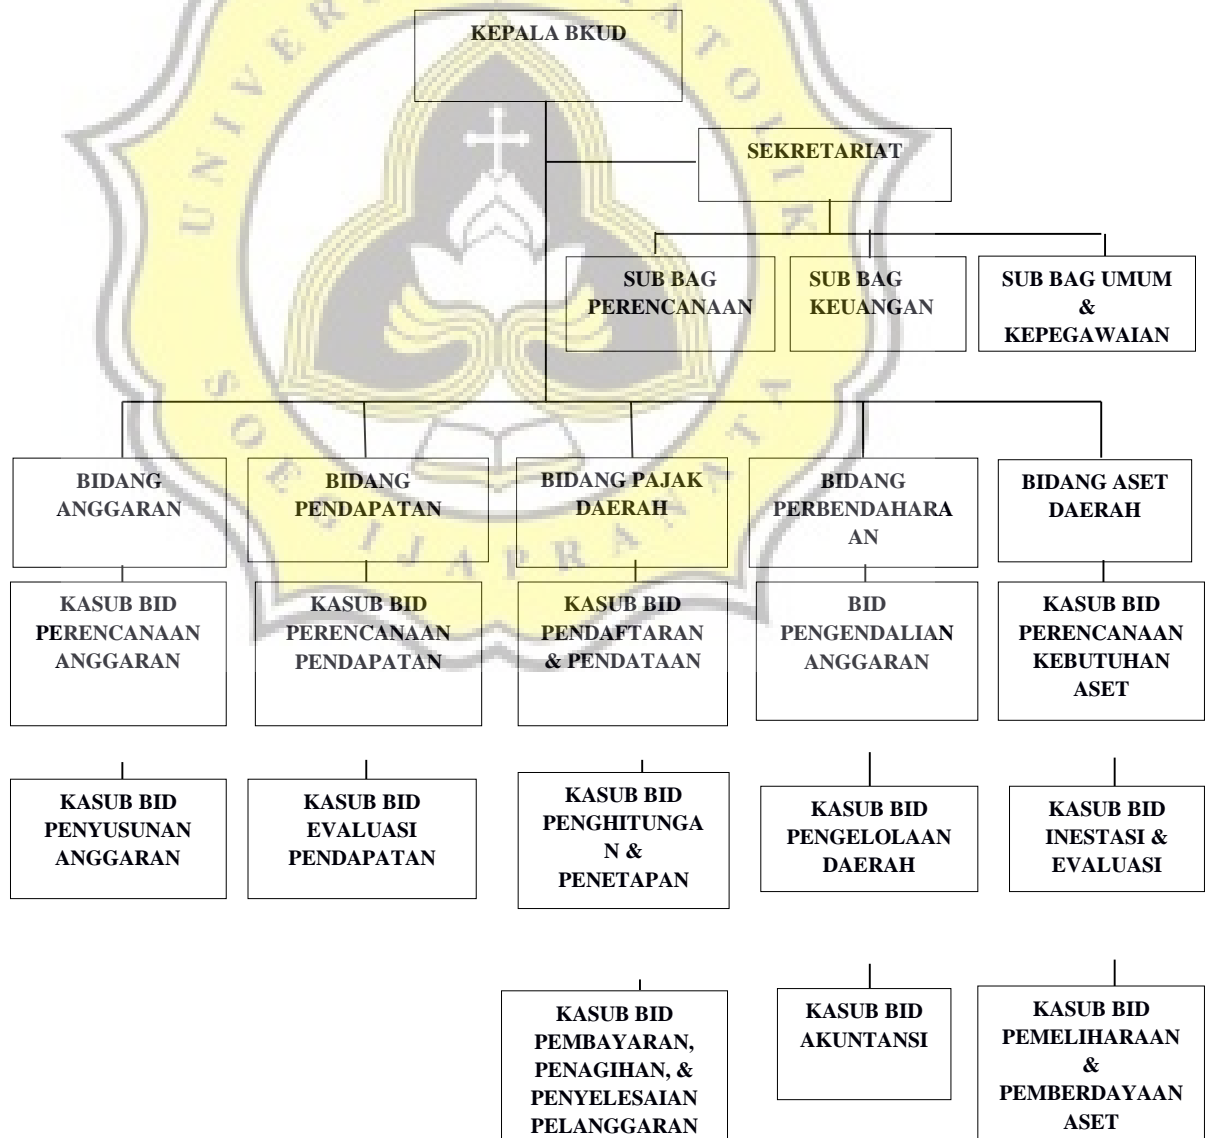 KEPALA BKUD
SEKRETARIAT
SUB BAG
PERENCANAAN
SUB BAG
KEUANGAN
SUB BAG UMUM
&
KEPEGAWAIAN
BIDANG
ANGGARAN
BIDANG
PENDAPATAN
BIDANG PAJAK
DAERAH
BIDANG
PERBENDAHARA
AN
BIDANG ASET
DAERAH
KASUB BID
PERENCANAAN
ANGGARAN
KASUB BID
PERENCANAAN
PENDAPATAN
KASUB BID
PENDAFTARAN
& PENDATAAN
BID
PENGENDALIAN
ANGGARAN
KASUB BID
PERENCANAAN
KEBUTUHAN
ASET
KASUB BID
PENYUSUNAN
ANGGARAN
KASUB BID
EVALUASI
PENDAPATAN
KASUB BID
PENGHITUNGA
N &
PENETAPAN
KASUB BID
PENGELOLAAN
DAERAH
KASUB BID
INESTASI &
EVALUASI
KASUB BID
PEMBAYARAN,
PENAGIHAN, &
PENYELESAIAN
PELANGGARAN
KASUB BID
AKUNTANSI
KASUB BID
PEMELIHARAAN
&
PEMBERDAYAAN
ASET
SOEGIJAPRANATA